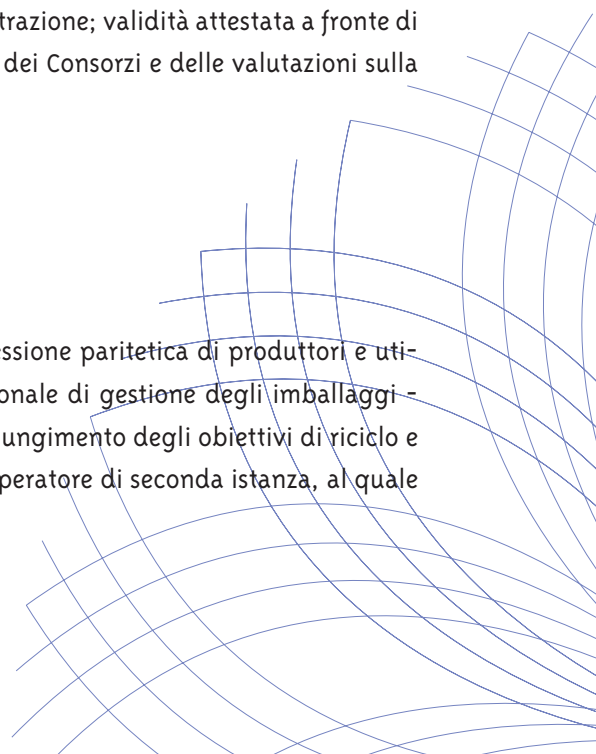 trazione; validità attestata a fronte di
dei Consorzi e delle valutazioni sulla
essione paritetica di produttori e uti-
onale di gestione degli imballaggi -
ungimento degli obiettivi di riciclo e
peratore di seconda istanza, al quale